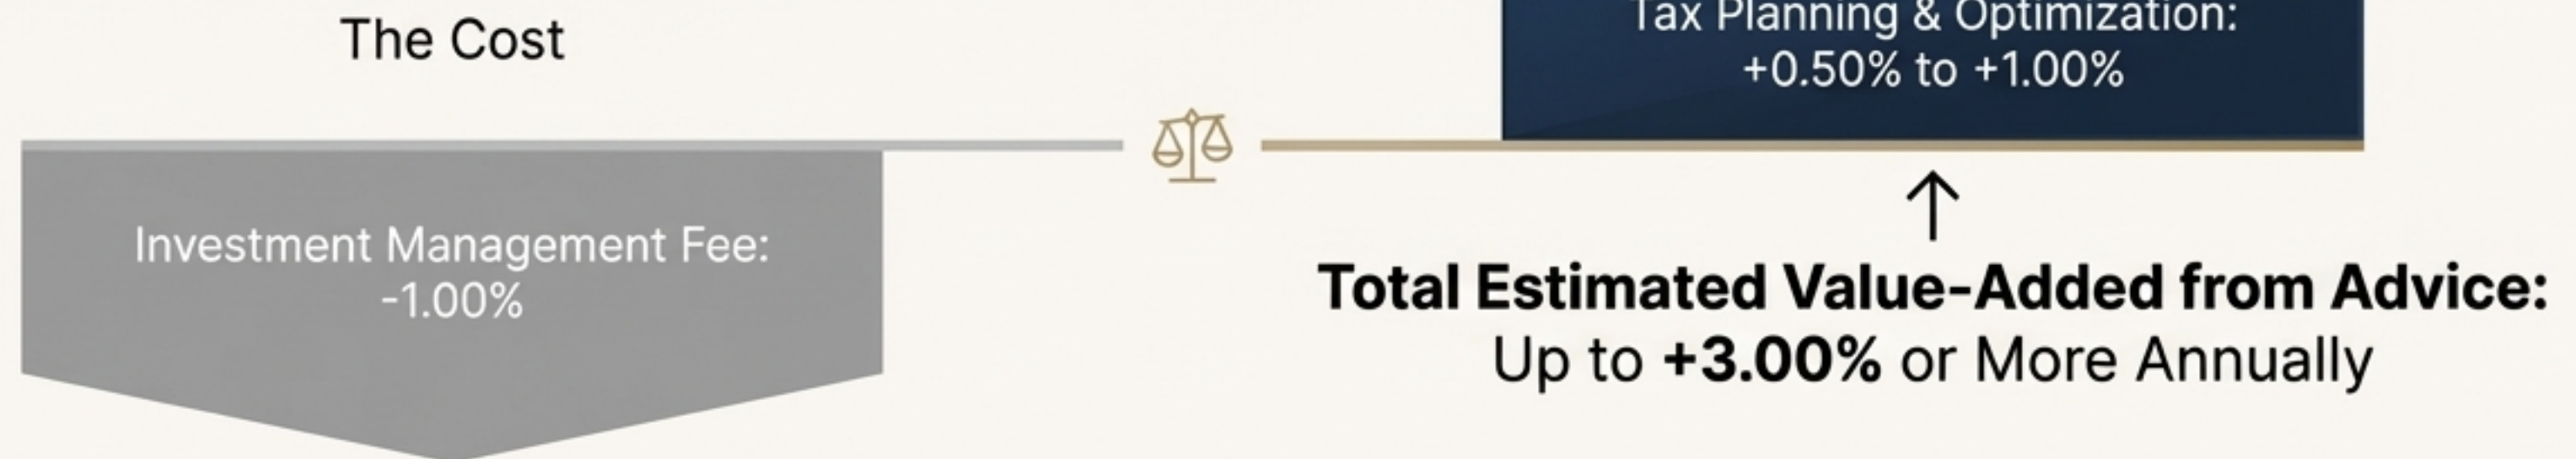 The Cost
Investment Management Fee:
-1.00%
Tax Planning & Optimization:
+0.50% to +1.00%
Total Estimated Value-Added from Advice:
Up to +3.00% or More Annually